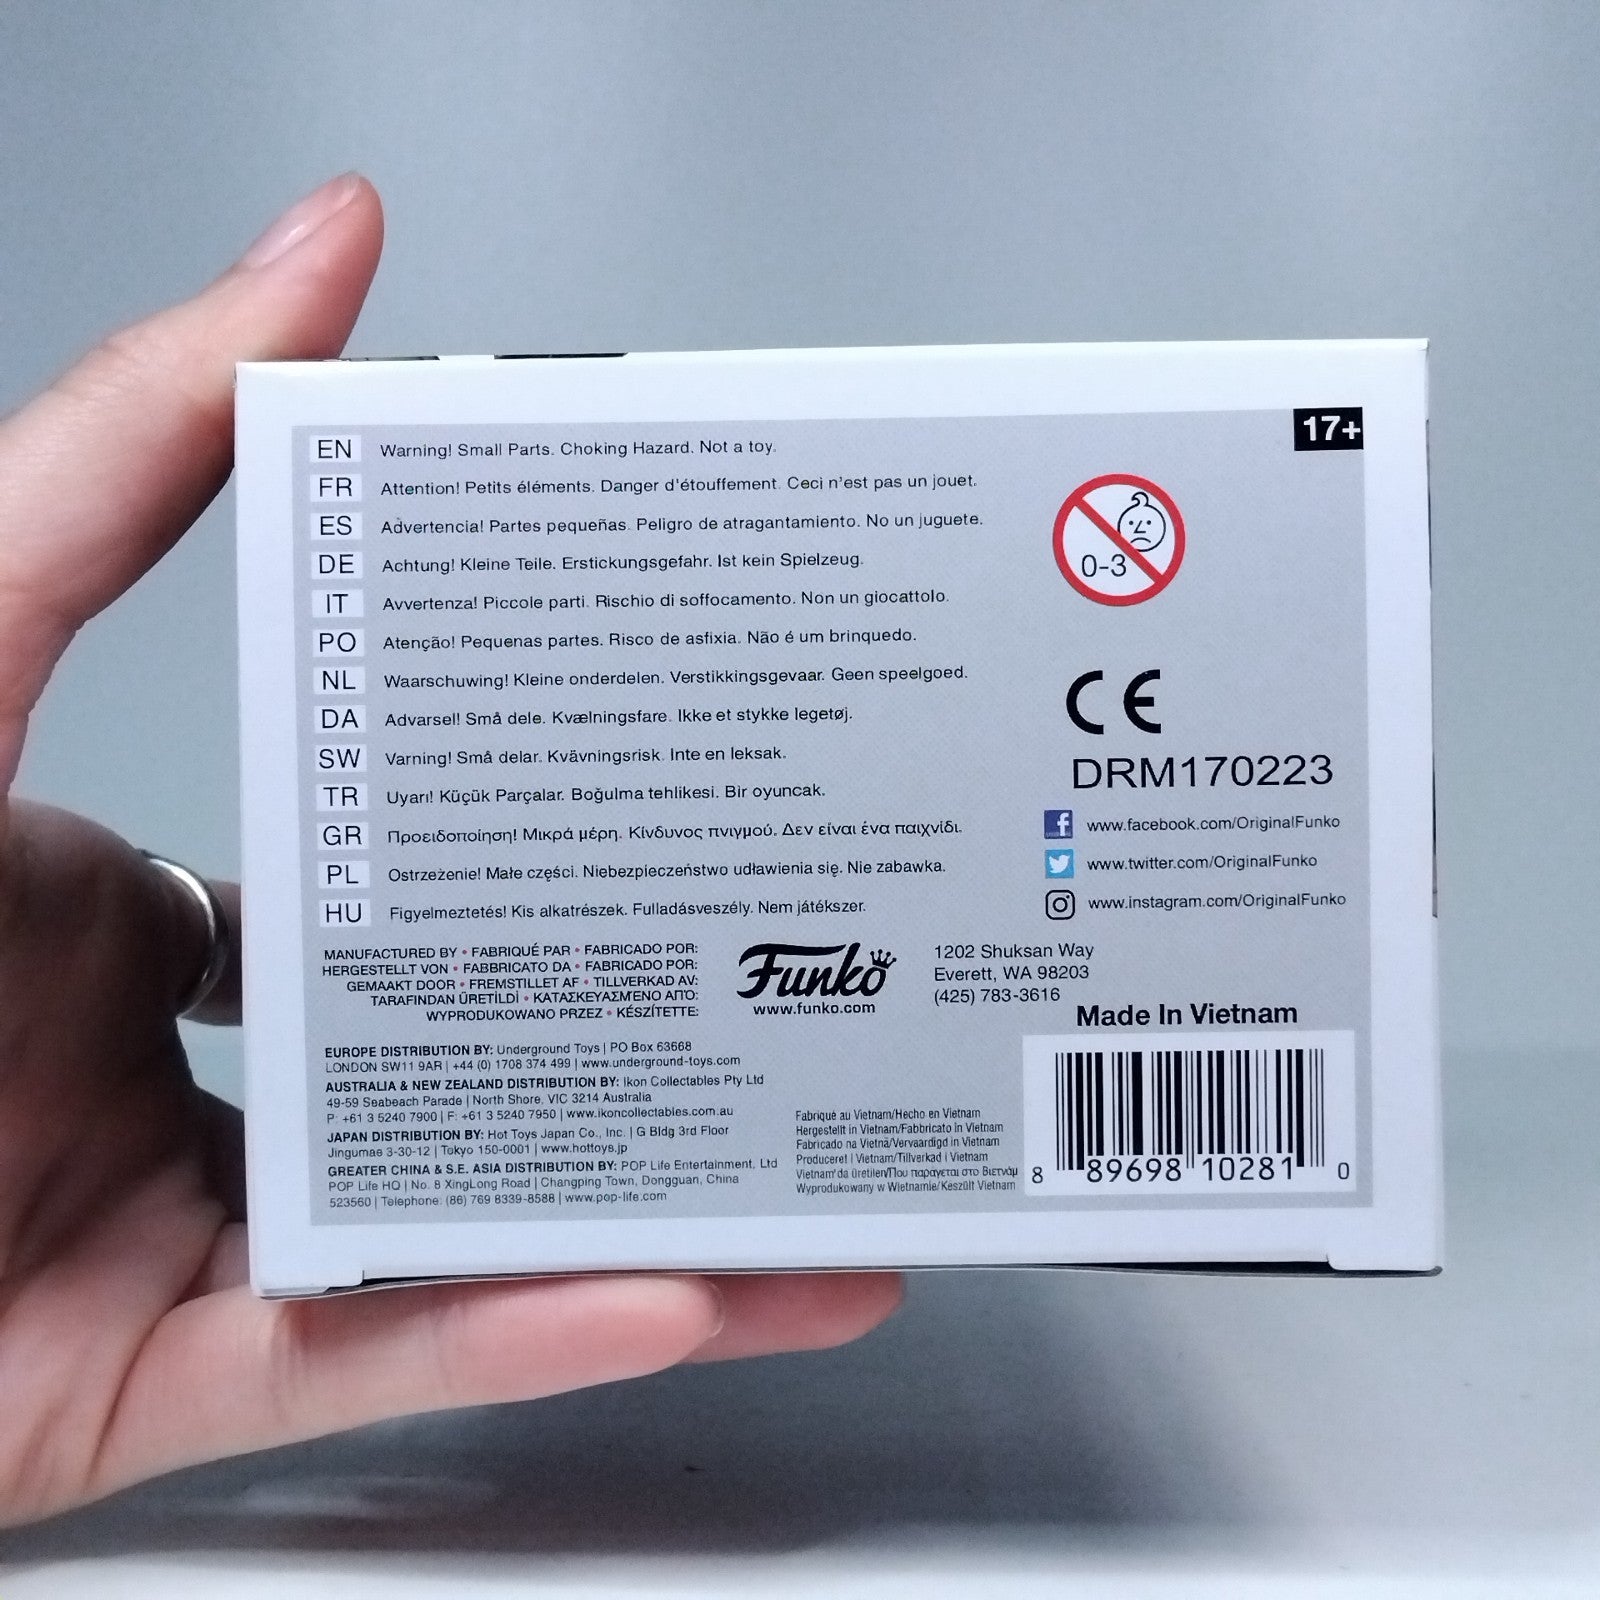 17+
EN Warning! Small Parts. Choking Hazard. Not a toy.
FR Attention! Petits éléments. Danger d'étouffement. Ceci n'est pas un jouet.
ES Advertencia! Partes pequeñas. Peligro de atragantamiento. No un juguete.
DE Achtung! Kleine Teile. Erstickungsgefahr. Ist kein Spielzeug.
IT Avvertenza! Piccole parti. Rischio di soffocamento. Non un giocattolo.
PO Atenção! Pequenas partes. Risco de asfixia. Não é um brinquedo.
NL Waarschuwing! Kleine onderdelen. Verstikkingsgevaar. Geen speelgoed.
DA Advarsel! Små dele. Kvælningsfare. Ikke et stykke legetøj.
SW Varning! Små delar. Kvävningsrisk. Inte en leksak.
TR Uyarı! Küçük Parçalar. Boğulma tehlikesi. Bir oyuncak.
GR Προειδοποίηση! Μικρά μέρη. Κίνδυνος πνιγμού. Δεν είναι ένα παιχνίδι.
PL Ostrzeżenie! Małe części. Niebezpieczeństwo udławienia się. Nie zabawka.
HU Figyelmeztetés! Kis alkatrészek. Fulladásveszély. Nem játékszer.
0-3
CE
DRM170223
www.facebook.com/OriginalFunko
www.twitter.com/OriginalFunko
www.instagram.com/OriginalFunko
MANUFACTURED BY • FABRIQUÉ PAR • FABRICADO POR:
HERGESTELLT VON • FABBRICATO DA • FABRICADO POR:
GEMAAKT DOOR • FREMSTILLET AF • TILLVERKAD AV:
TARAFINDAN ÜRETİLDİ • ΚΑΤΑΣΚΕΥΑΣΜΕΝΟ ΑΠΌ:
WYPRODUKOWANO PRZEZ • KÉSZÍTETTE:
Funko
www.funko.com
1202 Shuksan Way
Everett, WA 98203
(425) 783-3616
Made In Vietnam
EUROPE DISTRIBUTION BY: Underground Toys | PO Box 63668
LONDON SW11 9AR | +44 (0) 1708 374 499 | www.underground-toys.com
AUSTRALIA & NEW ZEALAND DISTRIBUTION BY: Ikon Collectables Pty Ltd
49-59 Seabeach Parade | North Shore, VIC 3214 Australia
P: +61 3 5240 7900 | F: +61 3 5240 7950 | www.ikoncollectables.com.au
JAPAN DISTRIBUTION BY: Hot Toys Japan Co., Inc. | G Bldg 3rd Floor
Jingumae 3-30-12 | Tokyo 150-0001 | www.hottoys.jp
GREATER CHINA & S.E. ASIA DISTRIBUTION BY: POP Life Entertainment, Ltd
POP Life HQ | No. 8 XingLong Road | Changping Town, Dongguan, China
523560 | Telephone: (86) 769 8339-8588 | www.pop-life.com
Fabriqué au Vietnam/Hecho en Vietnam
Hergestellt in Vietnam/Fabbricato in Vietnam
Fabricado na Vietnã/Vervaardigd in Vietnam
Produceret I Vietnam/Tillverkad I Vietnam
Vietnam'da üretilen/Που παράγεται στο Βιετνάμ
Wyprodukowany w Wietnamie/Készült Vietnam
8 89698 10281 0